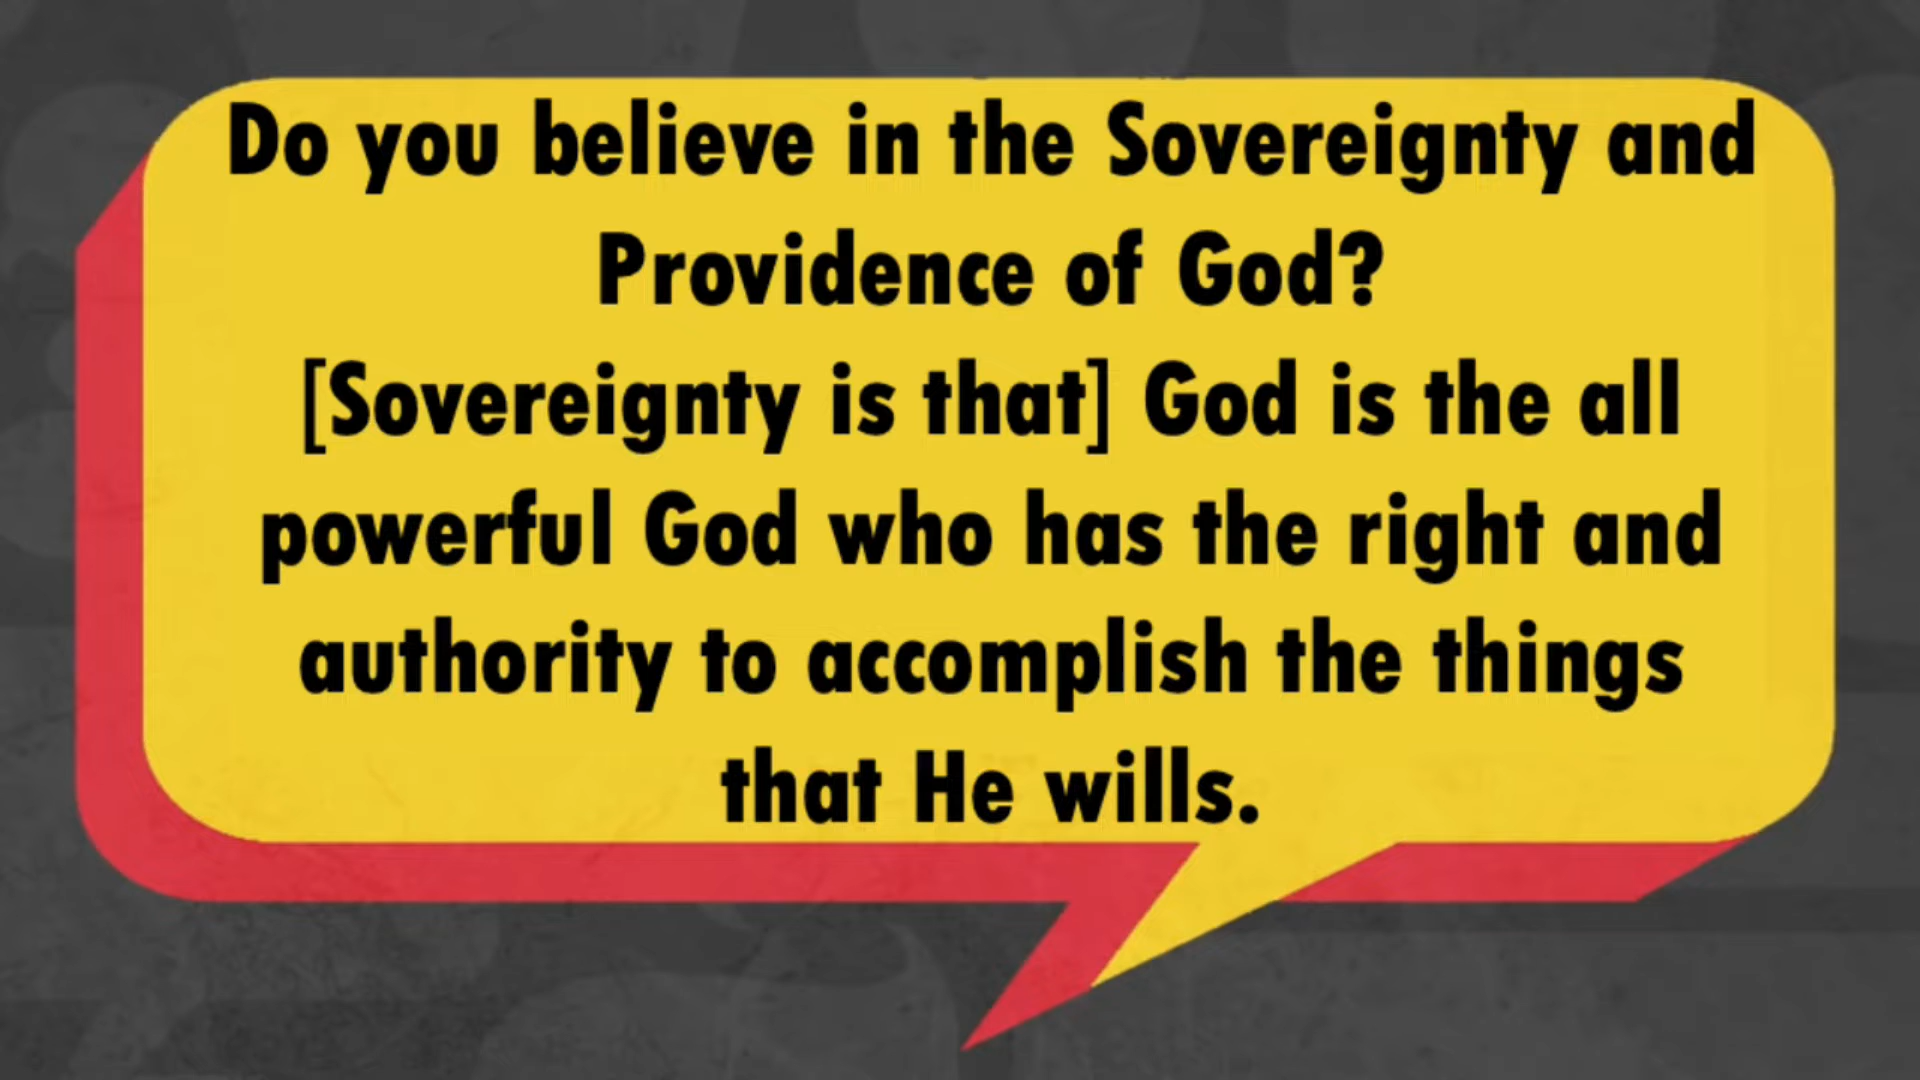 Do you believe in the Sovereignty and
Providence of God?
[Sovereignty is that] God is the all
powerful God who has the right and
authority to accomplish the things
that He wills.